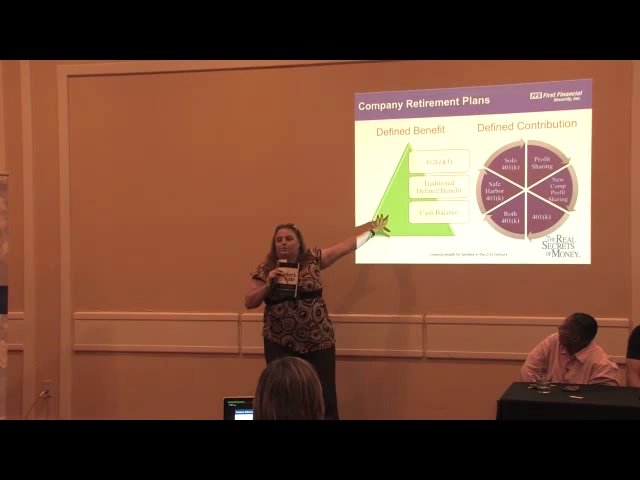 Company Retirement Plans
FFS First Financial
Security, Inc.
Defined Benefit
Defined Contribution
412(e)(3)
Traditional
Defined Benefit
Cash Balance
Solo
401(k)
Profit
Sharing
Safe
Harbor
401(k)
New
Comp
Profit
Sharing
Roth
401(k)
401(k)
THE REAL
SECRETS
OF MONEY.